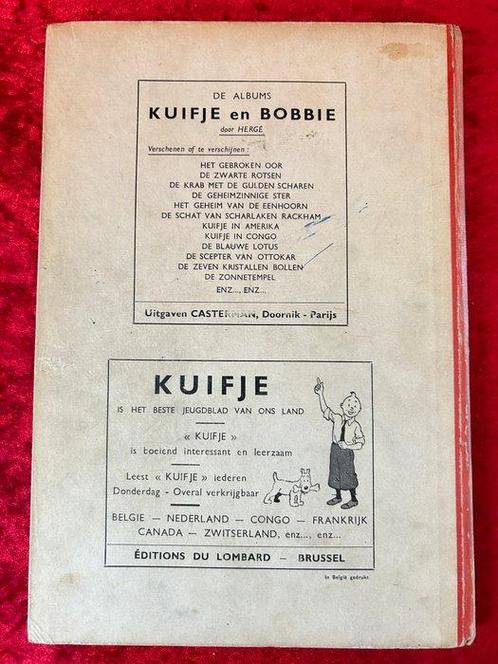 DE ALBUMS
KUIFJE en BOBBIE
door HERGÉ
Verschenen of te verschijnen :
HET GEBROKEN OOR
DE ZWARTE ROTSEN
DE KRAB MET DE GULDEN SCHAREN
DE GEHEIMZINNIGE STER
HET GEHEIM VAN DE EENHOORN
DE SCHAT VAN SCHARLAKEN RACKHAM
KUIFJE IN AMERIKA
KUIFJE IN CONGO
DE BLAUWE LOTUS
DE SCEPTER VAN OTTOKAR
DE ZEVEN KRISTALLEN BOLLEN
DE ZONNETEMPEL
ENZ..., ENZ...
Uitgaven CASTERMAN, Doornik - Parijs
KUIFJE
IS HET BESTE JEUGDBLAD VAN ONS LAND
« KUIFJE »
is boeiend interessant en leerzaam
Leest « KUIFJE » iederen
Donderdag - Overal verkrijgbaar
BELGIE — NEDERLAND — CONGO — FRANKRIJK
CANADA — ZWITSERLAND, enz..., enz...
ÉDITIONS DU LOMBARD — BRUSSEL
In België gedrukt